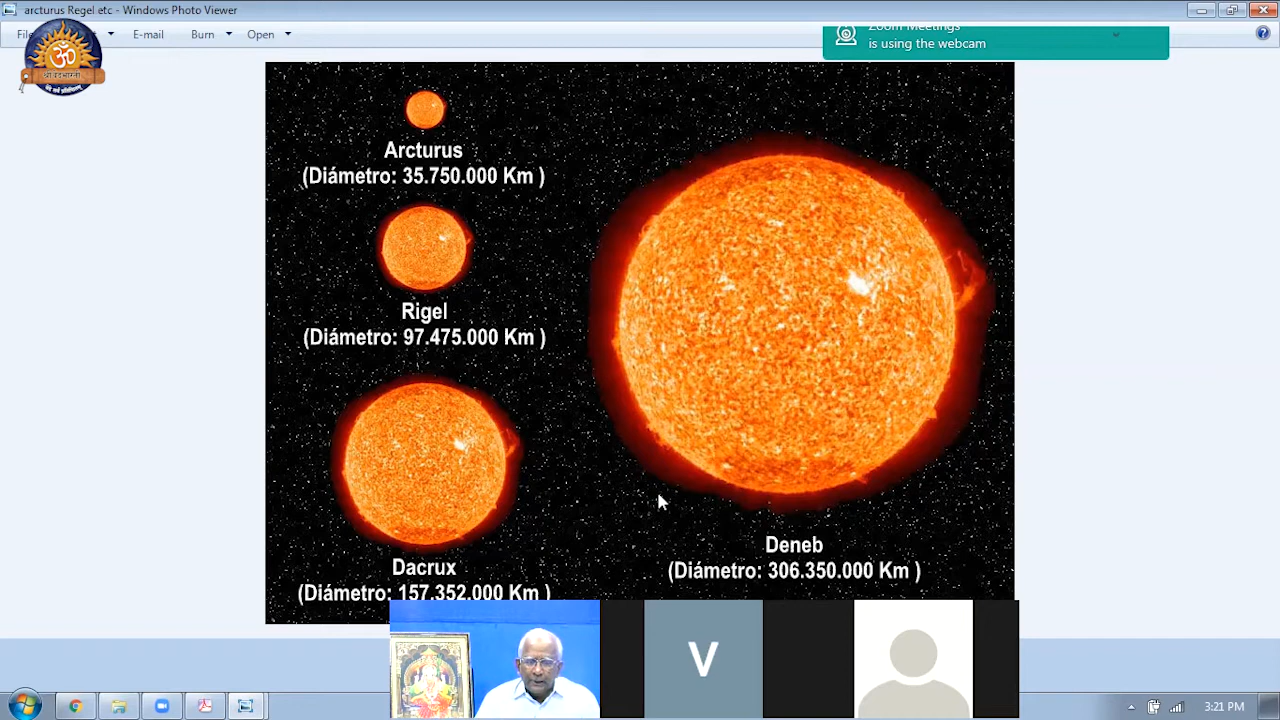 arcturus Regel etc - Windows Photo Viewer
E-mail
Burn
Open
Zoom Meetings
is using the webcam
ॐ
Arcturus
(Diámetro: 35.750.000 Km )
Rigel
(Diámetro: 97.475.000 Km )
Dacrux
(Diámetro: 157.352.000 Km )
Deneb
(Diámetro: 306.350.000 Km )
V
3:21 PM